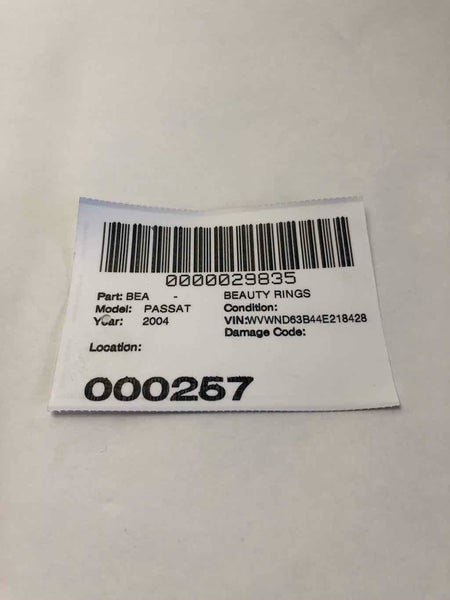 0000029835
Part: BEA - BEAUTY RINGS
Model: PASSAT Condition:
Year: 2004 VIN:WVWND63B44E218428
Damage Code:
Location:
000257